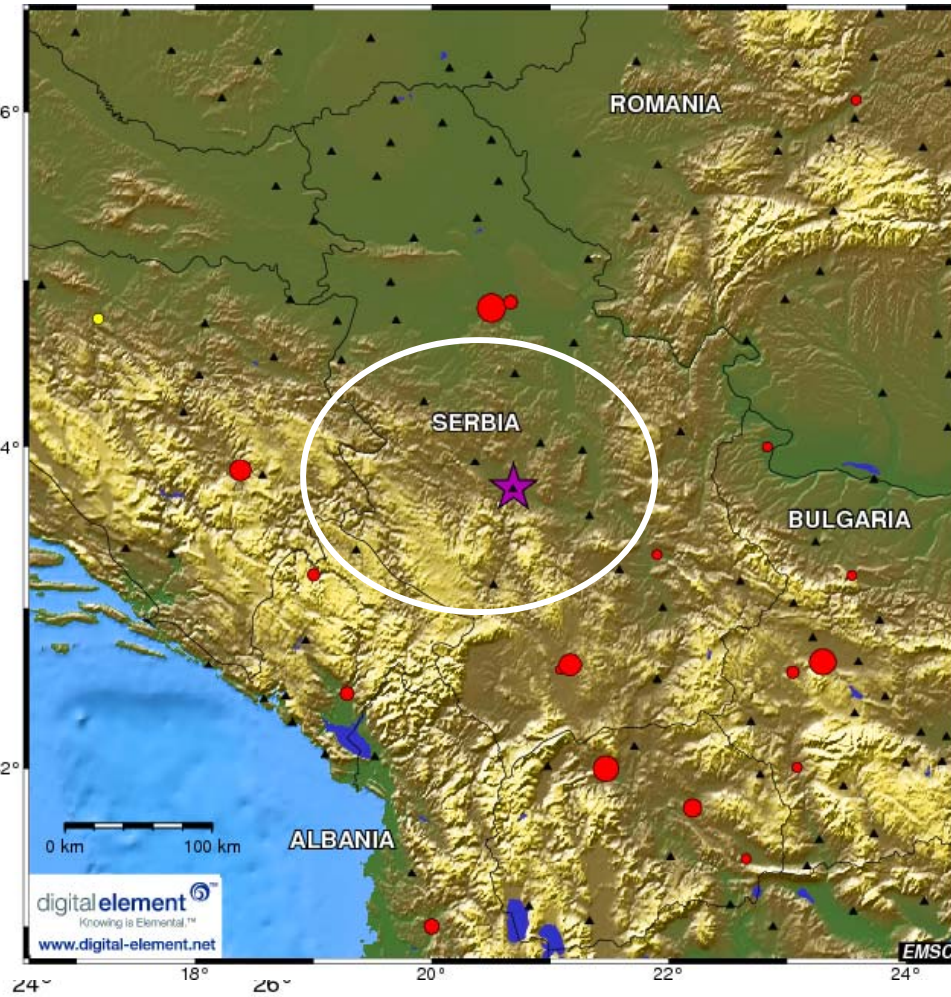 6°
ROMANIA
SERBIA
4°
BULGARIA
2°
0 km
100 km
ALBANIA
digitalelement™
Knowing is Elemental.™
www.digital-element.net
EMSC
18°
20°
22°
24°
24°
26°